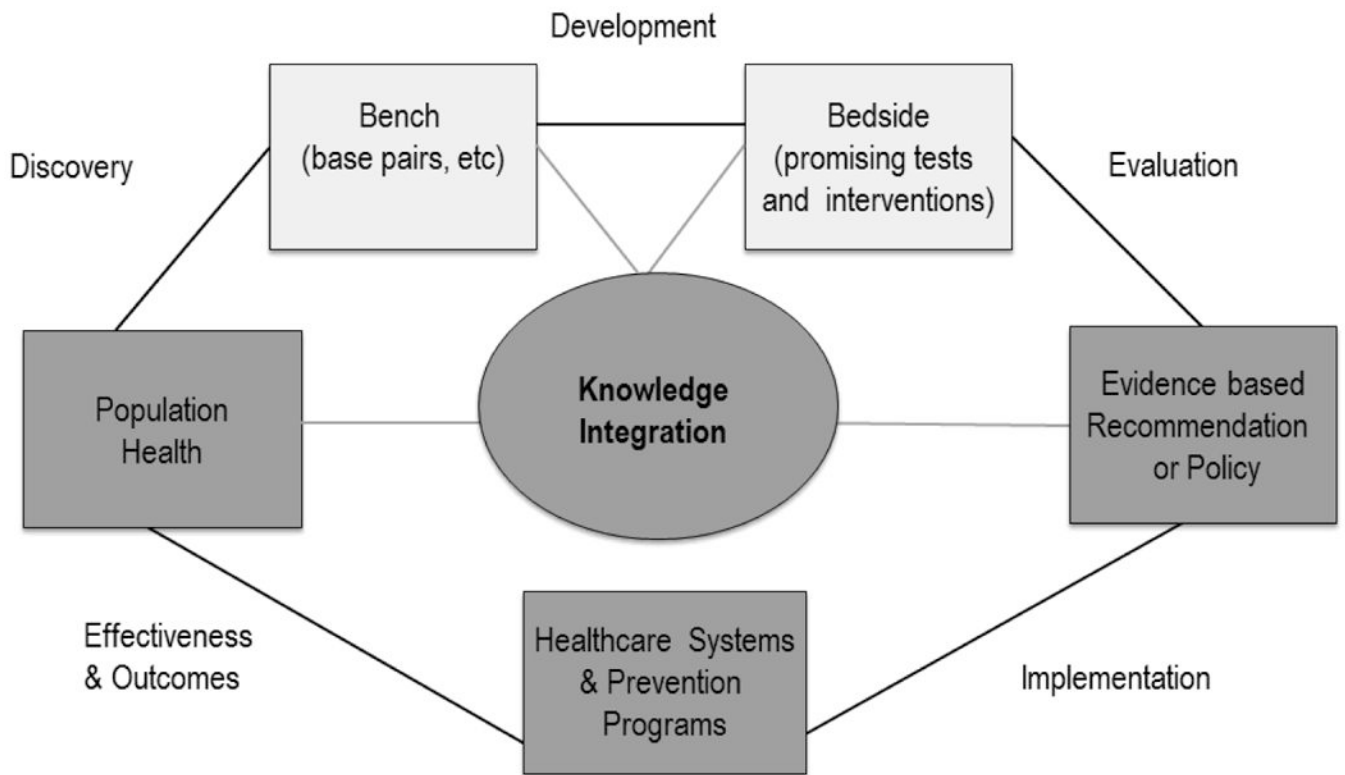 Development
Bench
(base pairs, etc)
Bedside
(promising tests
and interventions)
Discovery
Evaluation
Population
Health
Knowledge
Integration
Evidence based
Recommendation
or Policy
Effectiveness
& Outcomes
Healthcare Systems
& Prevention
Programs
Implementation